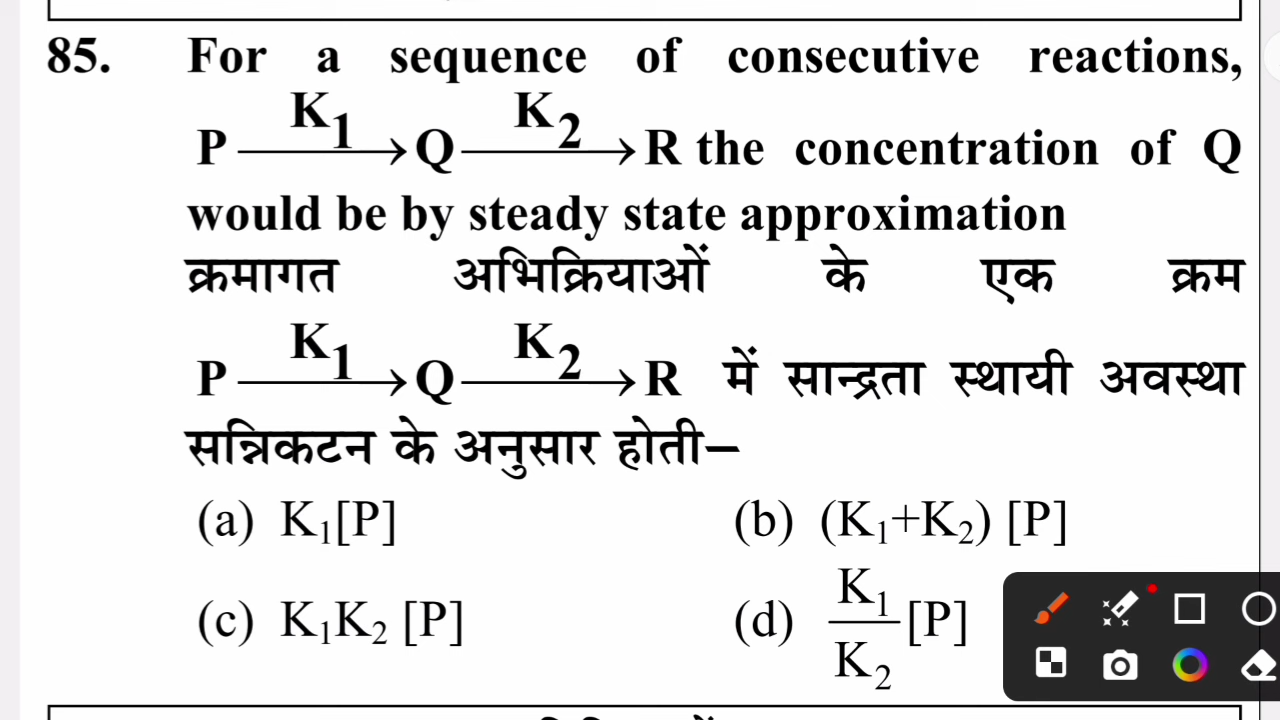 85. For a sequence of consecutive reactions,
P —K₁→ Q —K₂→ R the concentration of Q
would be by steady state approximation
क्रमागत अभिक्रियाओं के एक क्रम
P —K₁→ Q —K₂→ R में सान्द्रता स्थायी अवस्था
सन्निकटन के अनुसार होती–
(a) K₁[P] (b) (K₁+K₂) [P]
(c) K₁K₂ [P] (d) K₁/K₂ [P]